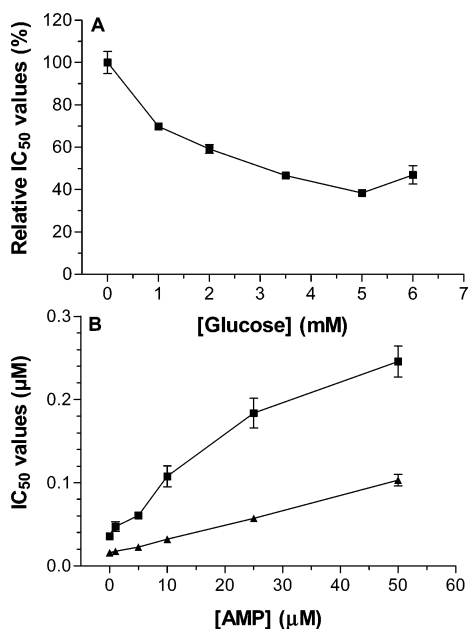 A
Relative IC50 values (%)
120
100
80
60
40
20
0
0 1 2 3 4 5 6 7
[Glucose] (mM)
B
IC50 values (µM)
0.3
0.2
0.1
0.0
0 10 20 30 40 50 60
[AMP] (µM)